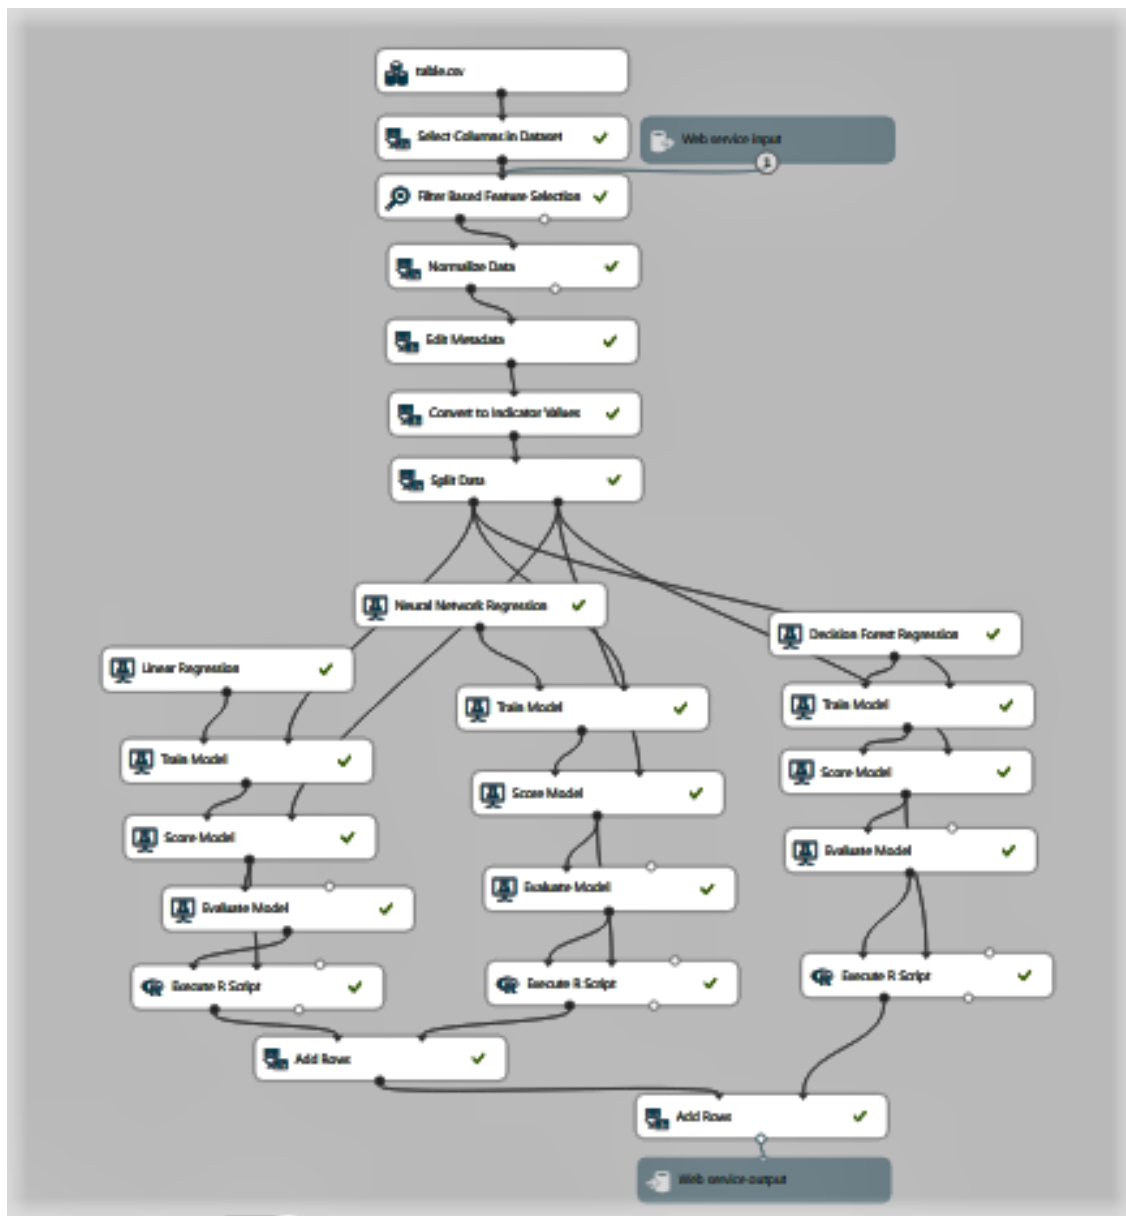 table.csv
Select Columns in Dataset
Web service input
1
Filter Based Feature Selection
Normalize Data
Edit Metadata
Convert to Indicator Values
Split Data
Neural Network Regression
Decision Forest Regression
Linear Regression
Train Model
Train Model
Train Model
Score Model
Score Model
Score Model
Evaluate Model
Evaluate Model
Evaluate Model
Execute R Script
Execute R Script
Execute R Script
Add Rows
Add Rows
Web service output